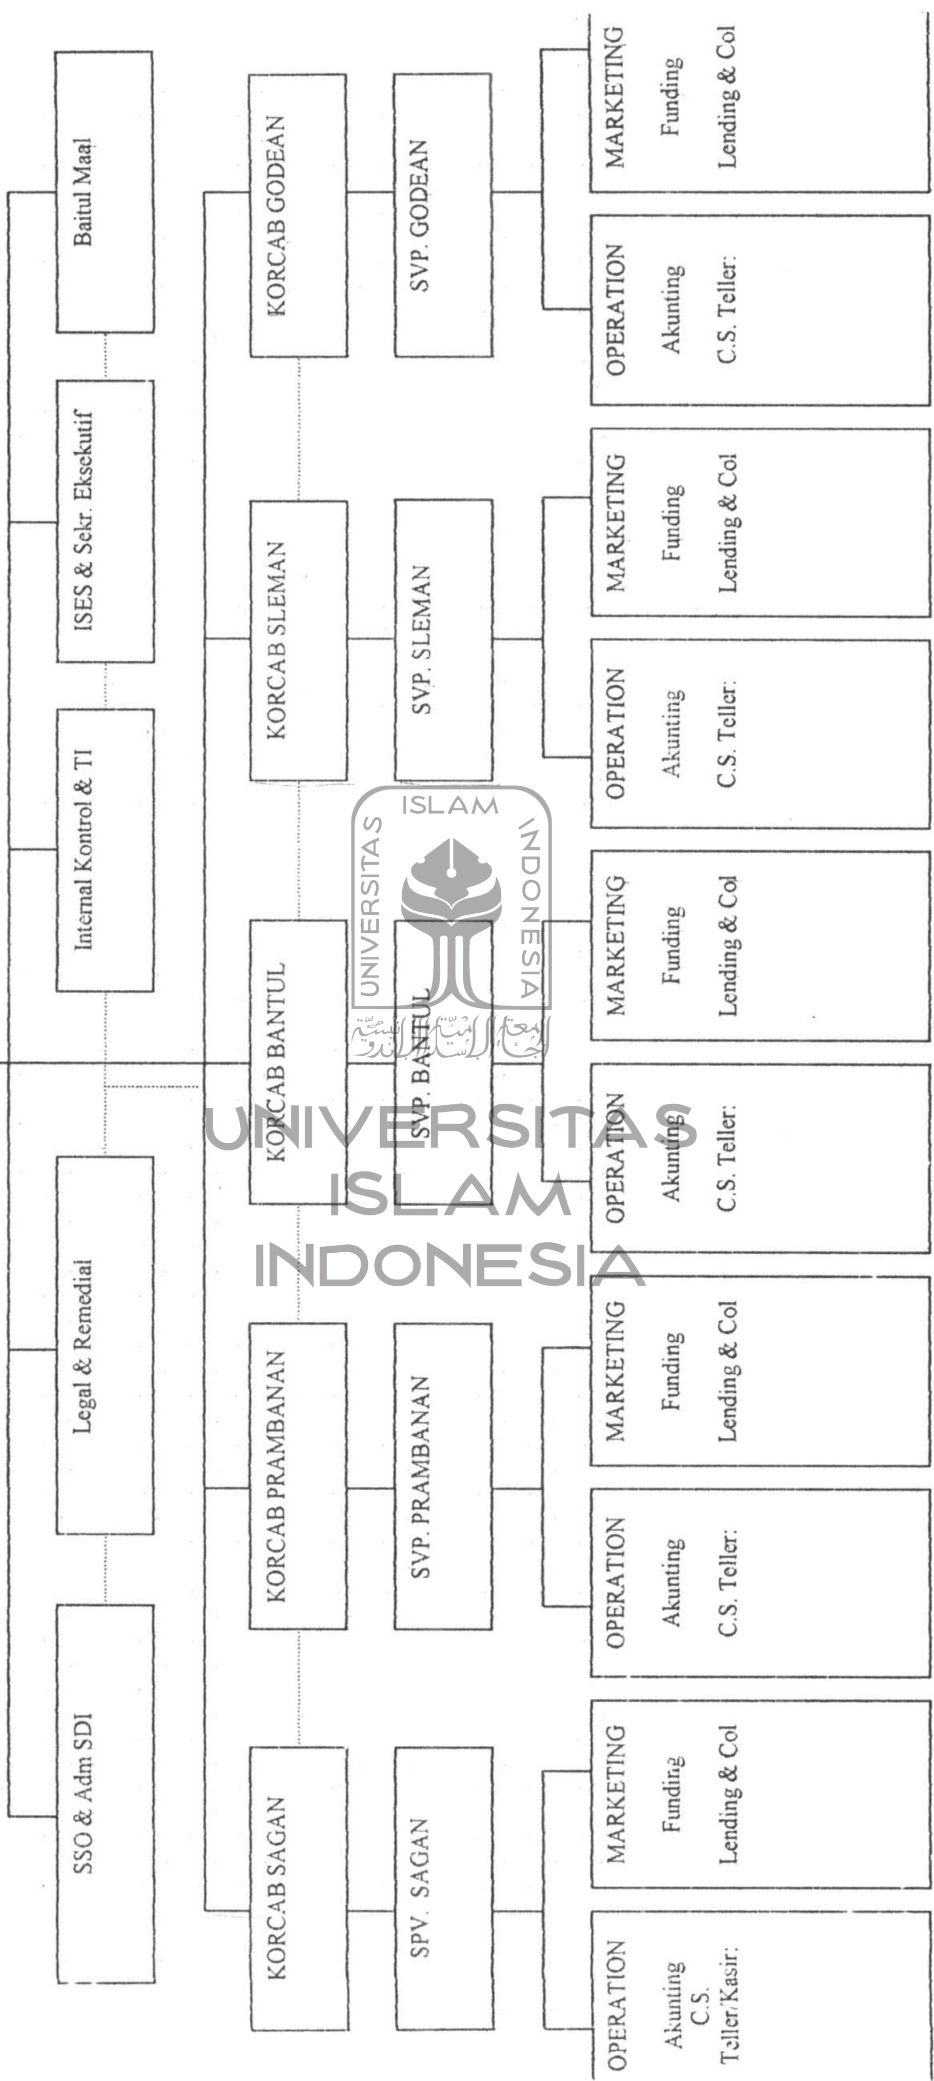 SSO & Adm SDI
Legal & Remedial
Internal Kontrol & TI
ISES & Sekr. Eksekutif
Baitul Maal
KORCAB SAGAN
KORCAB PRAMBANAN
KORCAB BANTUL
KORCAB SLEMAN
KORCAB GODEAN
SPV. SAGAN
SVP. PRAMBANAN
SVP. BANTUL
SVP. SLEMAN
SVP. GODEAN
OPERATION
Akunting
C.S.
Teller/Kasir:
MARKETING
Funding
Lending & Col
OPERATION
Akunting
C.S. Teller:
MARKETING
Funding
Lending & Col
OPERATION
Akunting
C.S. Teller:
MARKETING
Funding
Lending & Col
OPERATION
Akunting
C.S. Teller:
MARKETING
Funding
Lending & Col
OPERATION
Akunting
C.S. Teller:
MARKETING
Funding
Lending & Col
UNIVERSITAS
ISLAM
INDONESIA
UNIVERSITAS
ISLAM
INDONESIA